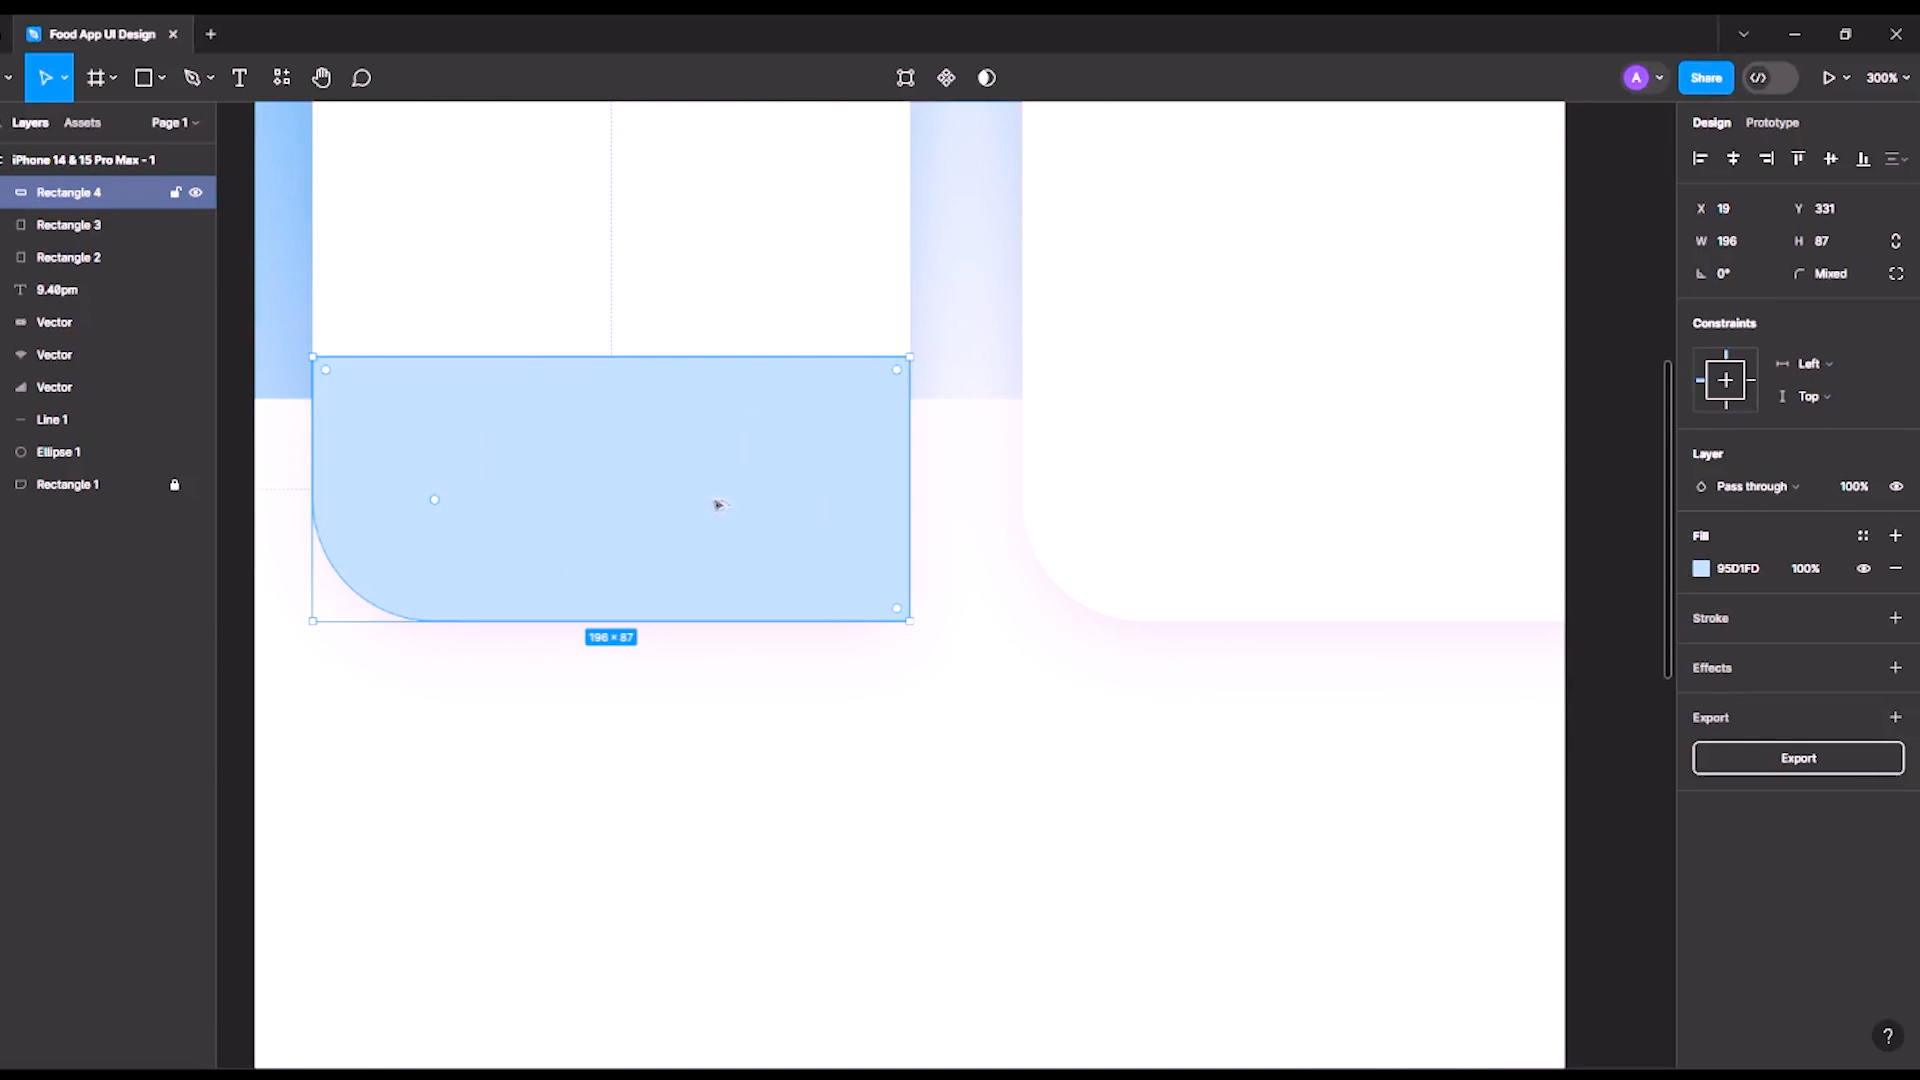 Food App UI Design
A
Share
300%
Layers Assets Page 1
iPhone 14 & 15 Pro Max - 1
Rectangle 4
Rectangle 3
Rectangle 2
9.40pm
Vector
Vector
Vector
Line 1
Ellipse 1
Rectangle 1
196 × 87
Design Prototype
X 19 Y 331
W 196 H 87
0° Mixed
Constraints
Left
Top
Layer
Pass through 100%
Fill
95D1FD 100%
Stroke
Effects
Export
Export
?